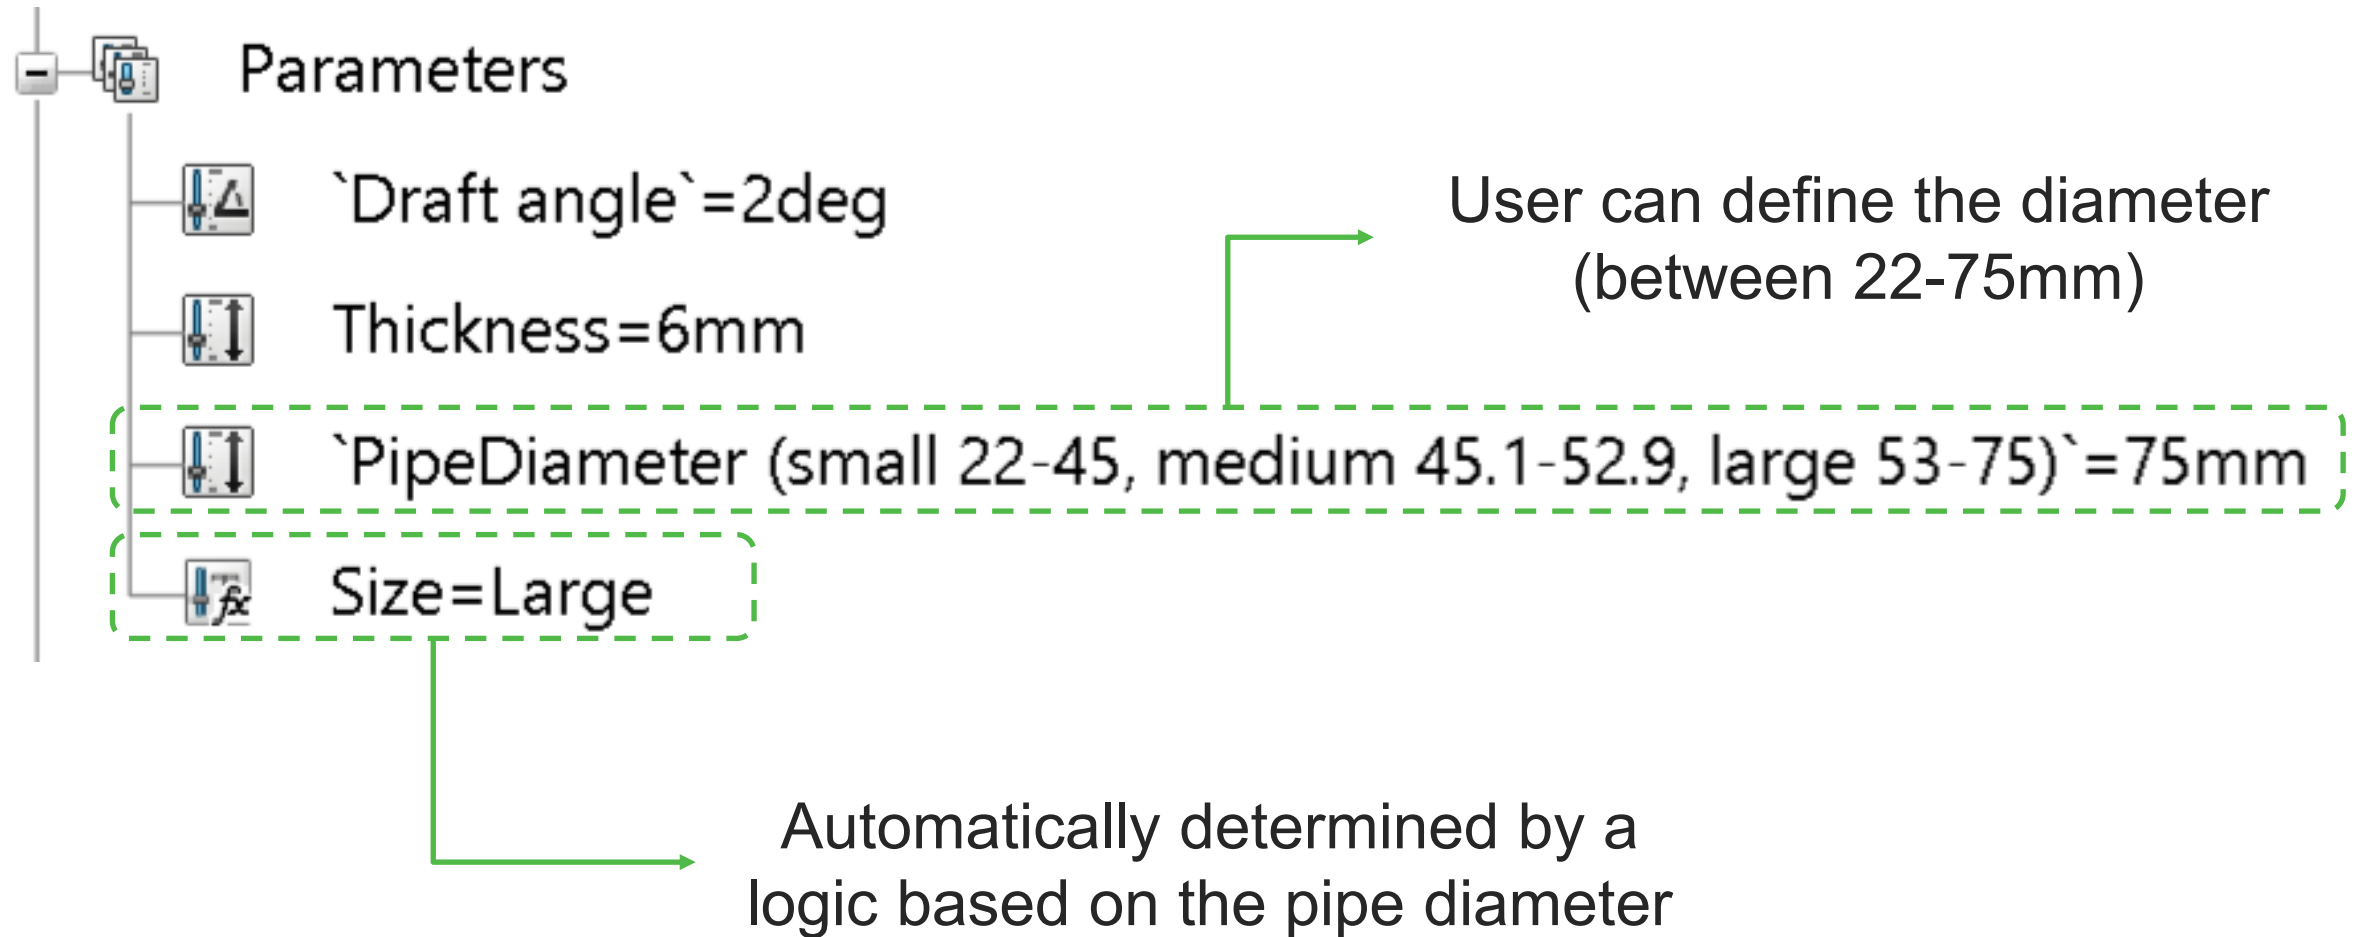 Parameters
`Draft angle`=2deg
User can define the diameter
(between 22-75mm)
Thickness=6mm
`PipeDiameter (small 22-45, medium 45.1-52.9, large 53-75)`=75mm
fx
Size=Large
Automatically determined by a
logic based on the pipe diameter